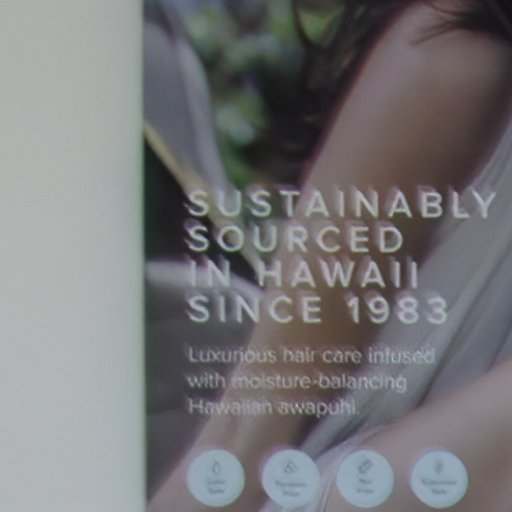 SUSTAINABLY
SOURCED
IN HAWAII
SINCE 1983
Luxurious hair care infused
with moisture-balancing
Hawaiian awapuhi.